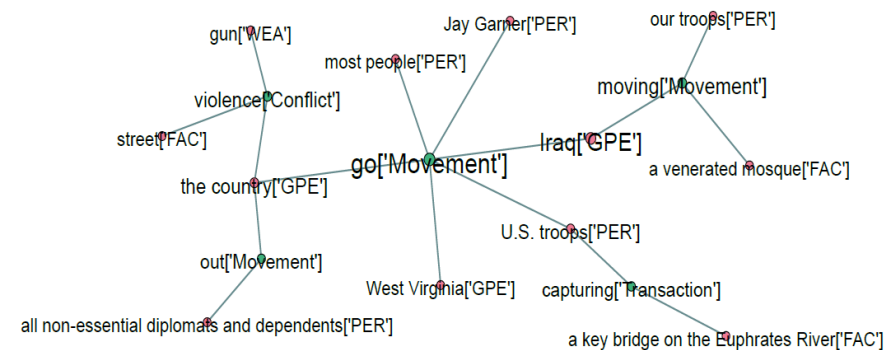 our troops['PER']
Jay Garner['PER']
gun['WEA']
most people['PER']
moving['Movement']
violence['Conflict']
street['FAC']
Iraq['GPE']
go['Movement']
a venerated mosque['FAC']
the country['GPE']
U.S. troops['PER']
out['Movement']
West Virginia['GPE']
capturing['Transaction']
all non-essential diplomats and dependents['PER']
a key bridge on the Euphrates River['FAC']